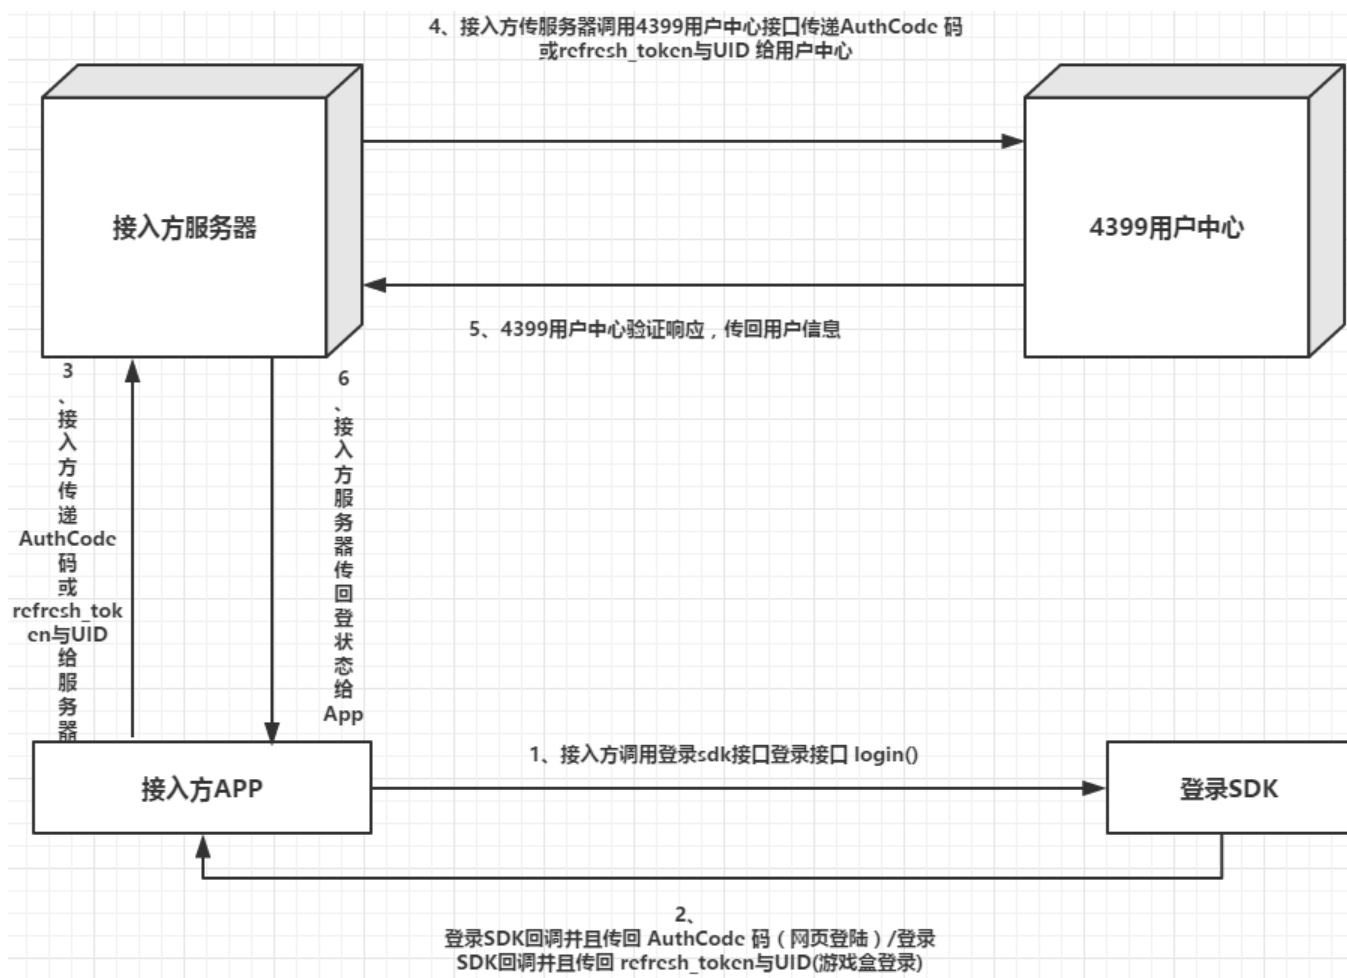 4、接入方传服务器调用4399用户中心接口传递AuthCode 码
或refresh_token与UID 给用户中心
接入方服务器
4399用户中心
5、4399用户中心验证响应，传回用户信息
3
、
接
入
方
传
递
AuthCode
码
或
refresh_tok
en与UID
给
服
务
器
6
、
接
入
方
服
务
器
传
回
登
状
态
给
App
1、接入方调用登录sdk接口登录接口 login()
接入方APP
登录SDK
2、
登录SDK回调并且传回 AuthCode 码（网页登陆）/登录
SDK回调并且传回 refresh_token与UID(游戏盒登录)